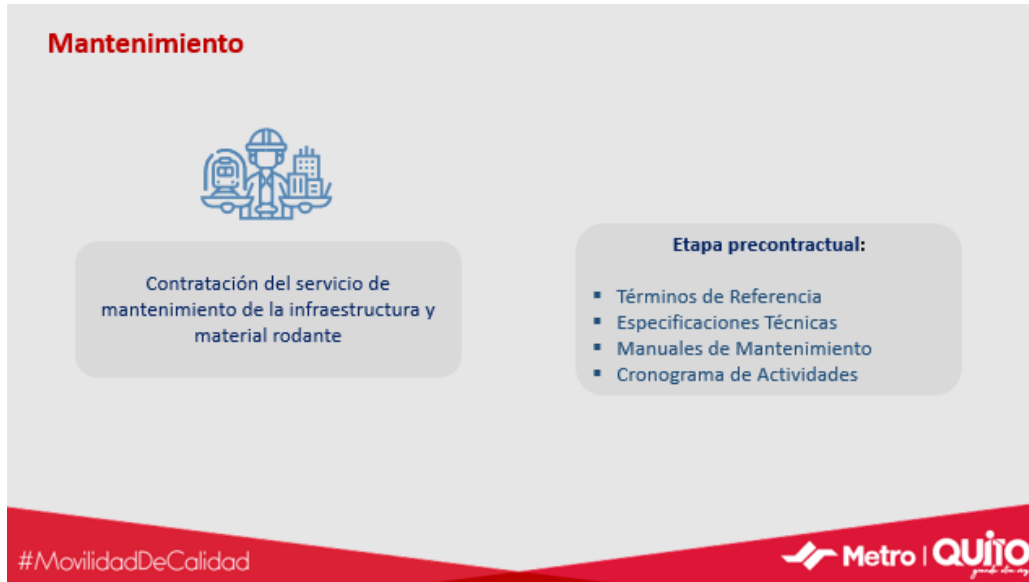 Mantenimiento
Contratación del servicio de
mantenimiento de la infraestructura y
material rodante
Etapa precontractual:
▪ Términos de Referencia
▪ Especificaciones Técnicas
▪ Manuales de Mantenimiento
▪ Cronograma de Actividades
#MovilidadDeCalidad
Metro | QUITO